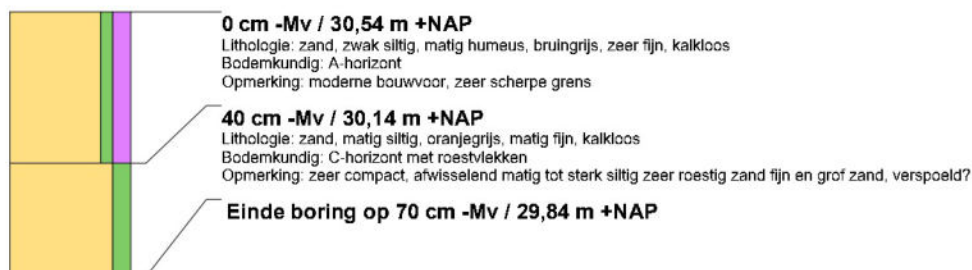 0 cm -Mv / 30,54 m +NAP
Lithologie: zand, zwak siltig, matig humeus, bruingrijs, zeer fijn, kalkloos
Bodemkundig: A-horizont
Opmerking: moderne bouwvoor, zeer scherpe grens
40 cm -Mv / 30,14 m +NAP
Lithologie: zand, matig siltig, oranjegrijs, matig fijn, kalkloos
Bodemkundig: C-horizont met roestvlekken
Opmerking: zeer compact, afwisselend matig tot sterk siltig zeer roestig zand fijn en grof zand, verspoeld?
Einde boring op 70 cm -Mv / 29,84 m +NAP